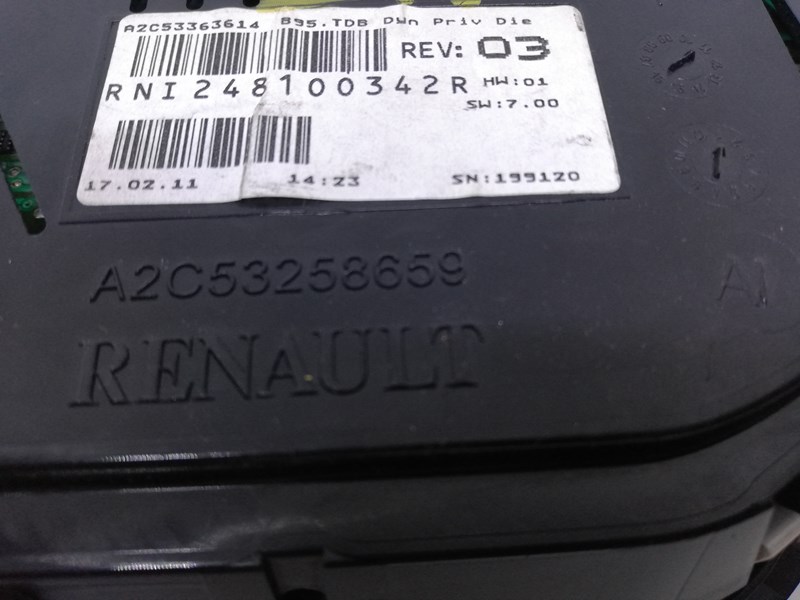 A2C53363614 B95.TDB DWn Priv Die
REV: 03
RNI 248100342R HW:01
SW:7.00
17.02.11 14:23 SN:199120
A2C53258659
RENAULT